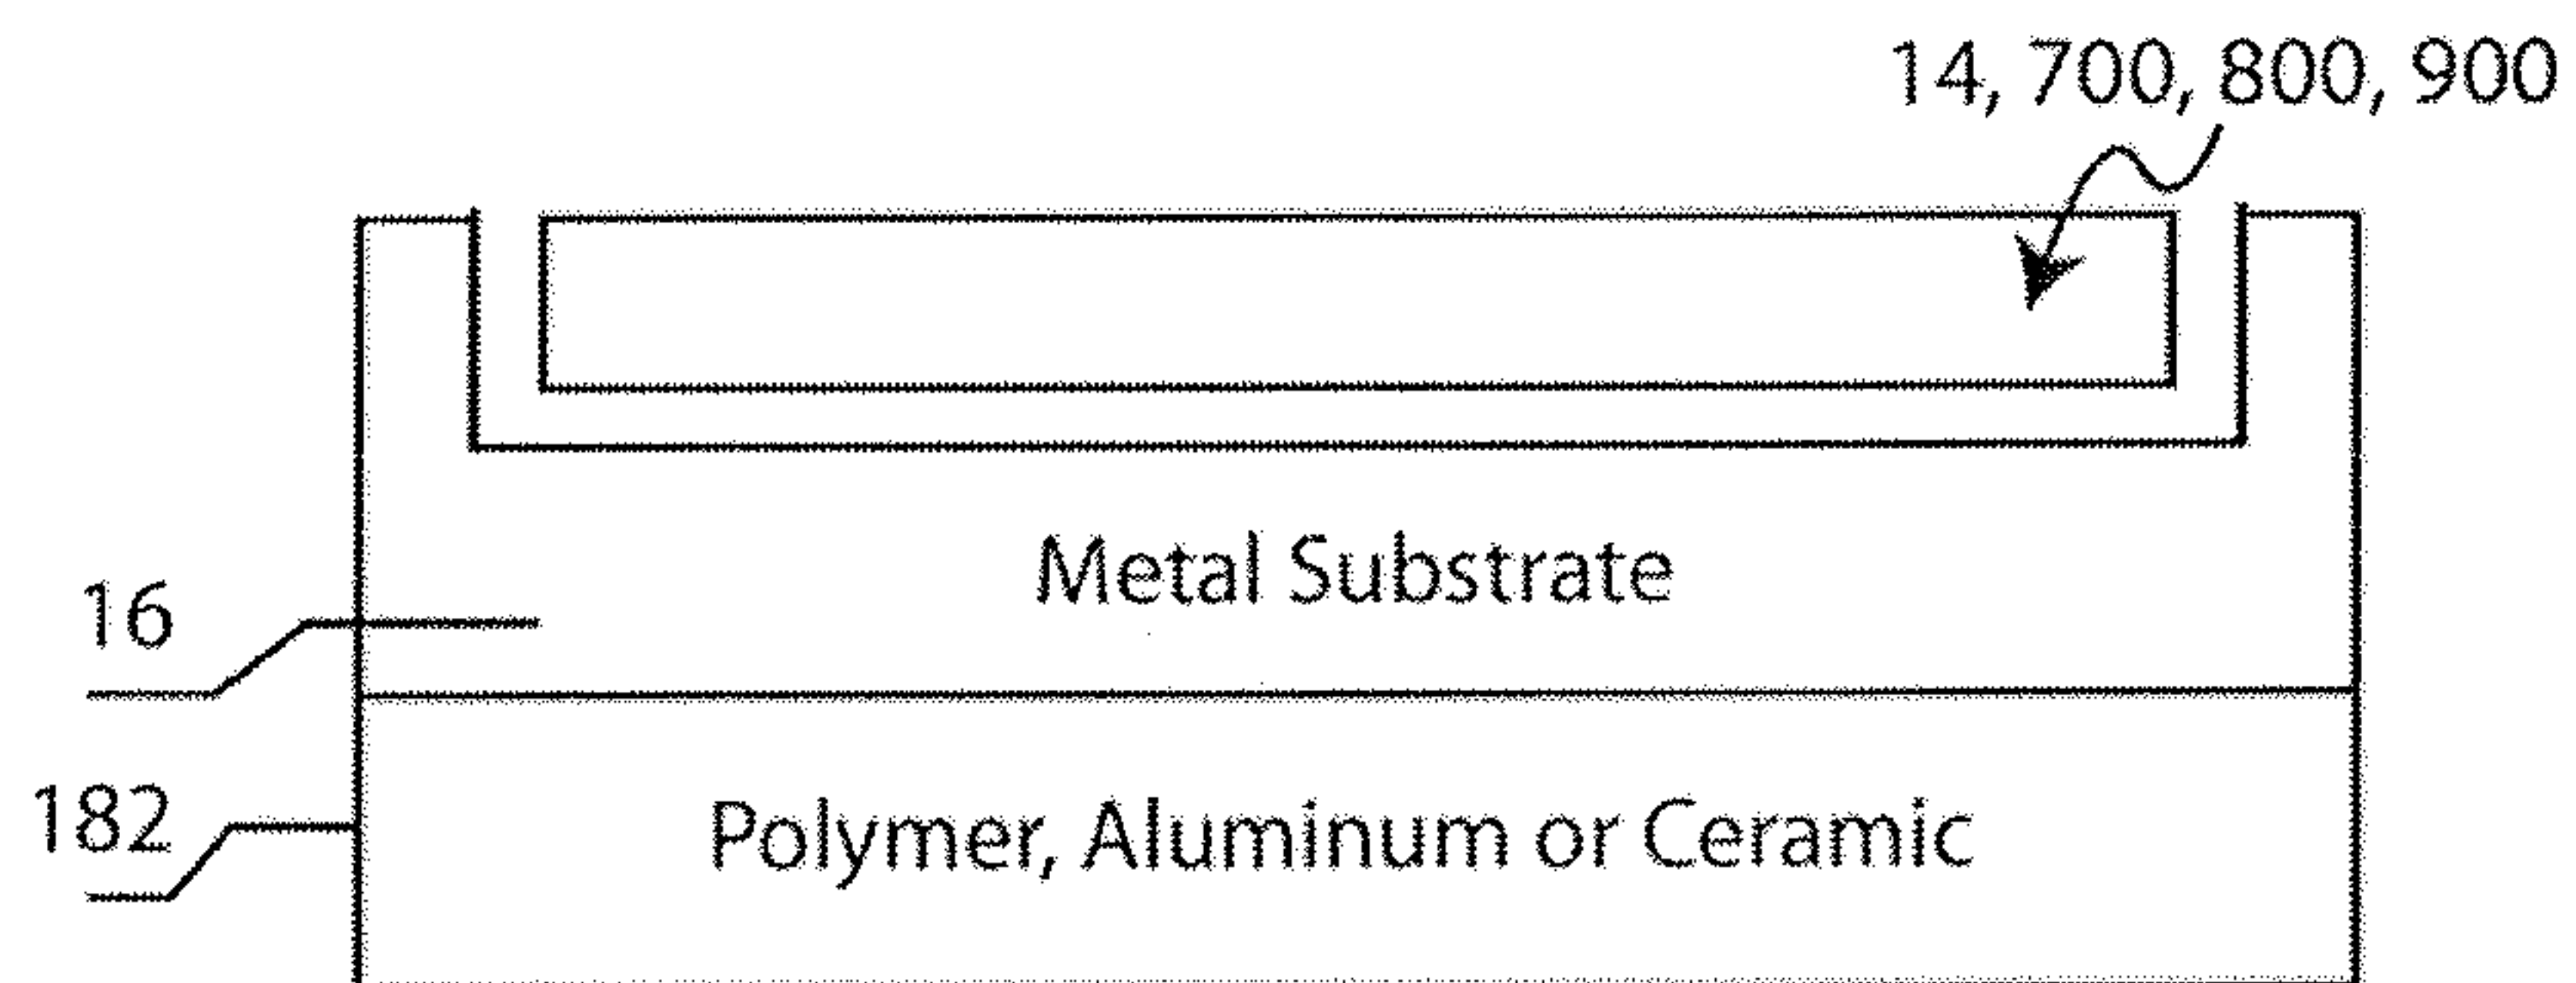 14, 700, 800, 900
Metal Substrate
16
182
Polymer, Aluminum or Ceramic